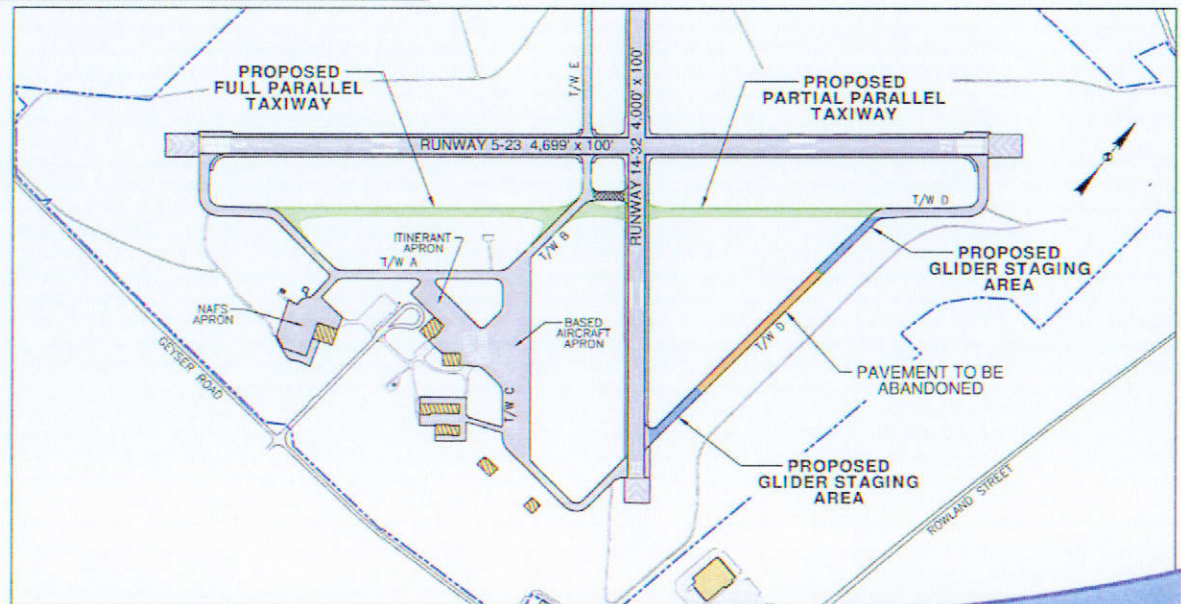 PROPOSED
FULL PARALLEL
TAXIWAY
T/W E
RUNWAY 14-32 4,000' x 100'
PROPOSED
PARTIAL PARALLEL
TAXIWAY
RUNWAY 5-23 4,699' x 100'
T/W D
ITINERANT
APRON
T/W A
T/W B
PROPOSED
GLIDER STAGING
AREA
NAFS
APRON
BASED
AIRCRAFT
APRON
T/W D
GEYSER ROAD
PAVEMENT TO BE
ABANDONED
T/W C
PROPOSED
GLIDER STAGING
AREA
ROWLAND STREET